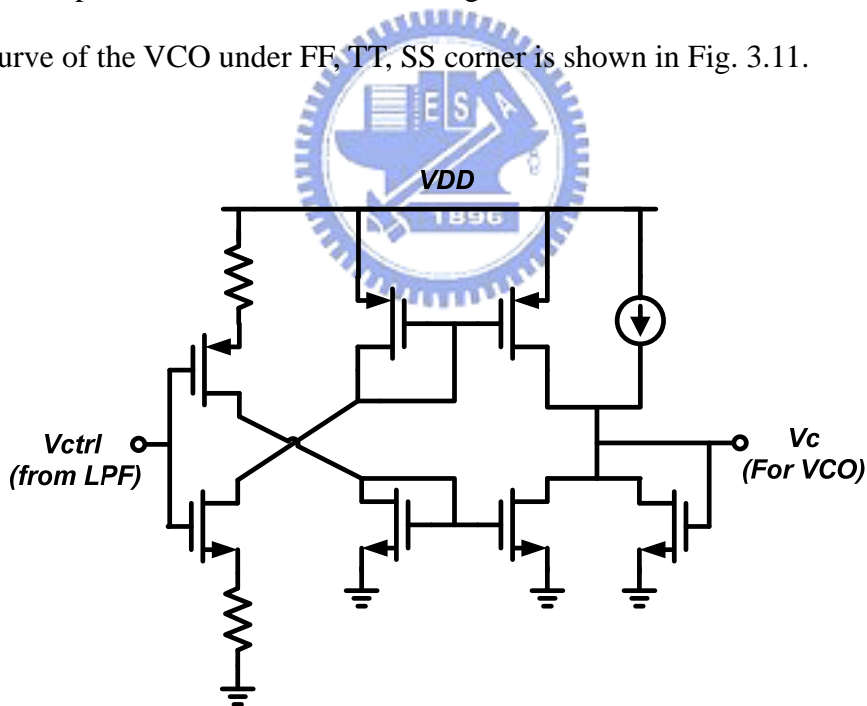 urve of the VCO under FF, TT, SS corner is shown in Fig. 3.11.
E S A
VDD
1896
Vctrl
(from LPF)
Vc
(For VCO)